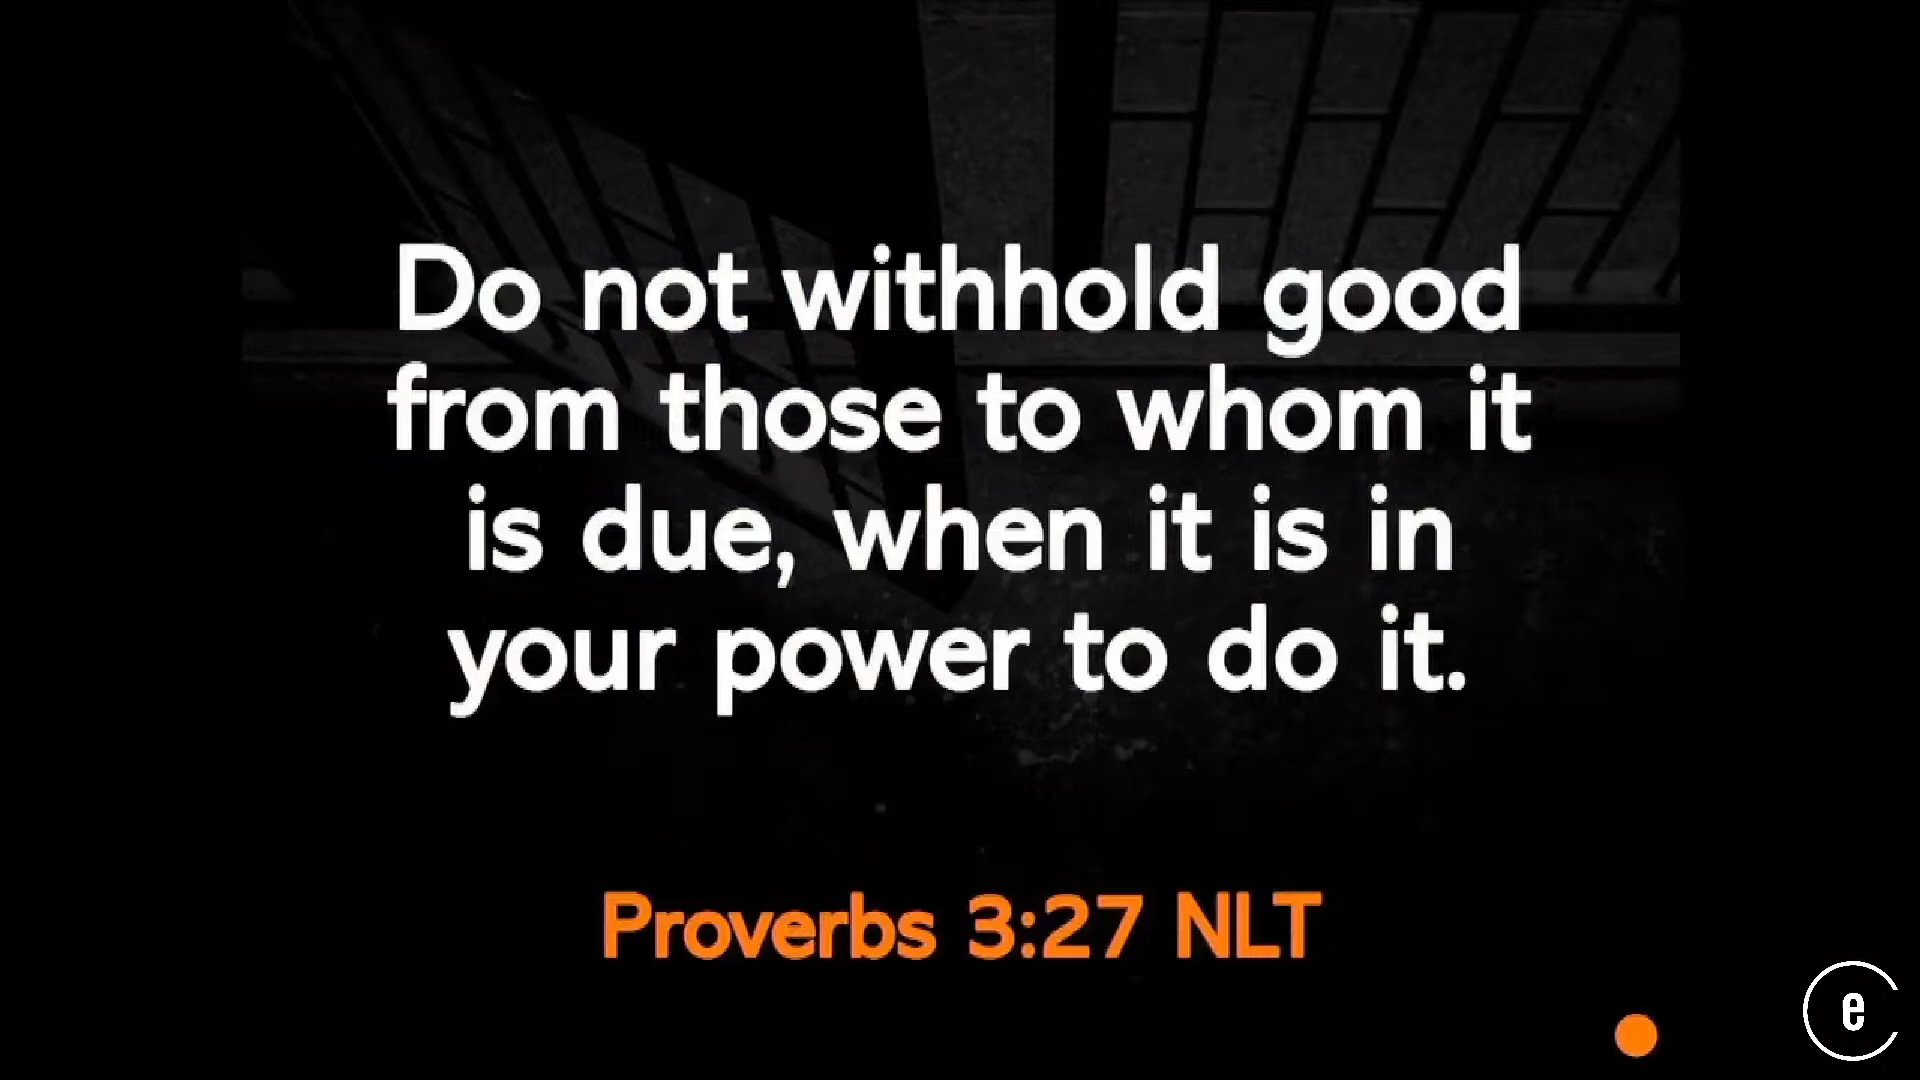 Do not withhold good
from those to whom it
is due, when it is in
your power to do it.
Proverbs 3:27 NLT
e